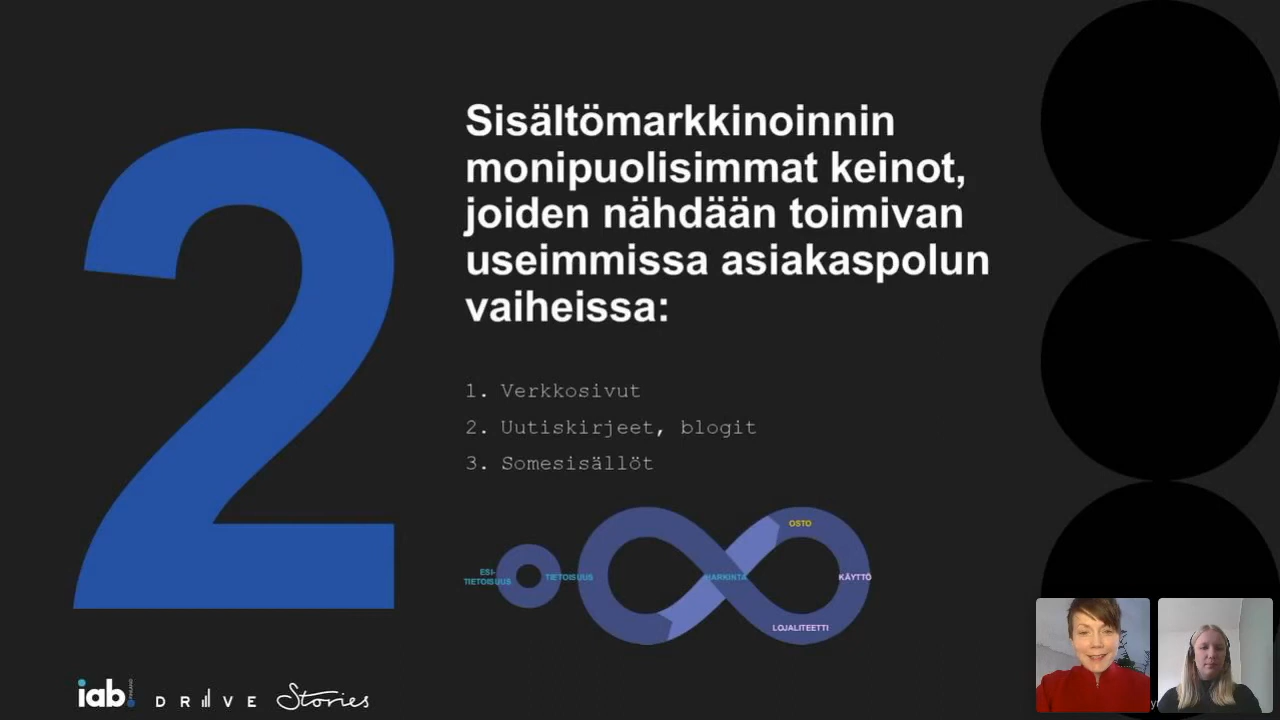 2
Sisältömarkkinoinnin
monipuolisimmat keinot,
joiden nähdään toimivan
useimmissa asiakaspolun
vaiheissa:
1. Verkkosivut
2. Uutiskirjeet, blogit
3. Somesisällöt
OSTO
ESI-
TIETOISUUS
TIETOISUUS
HARKINTA
KÄYTTÖ
LOJALITEETTI
iab FINLAND
DRIVE
Stories